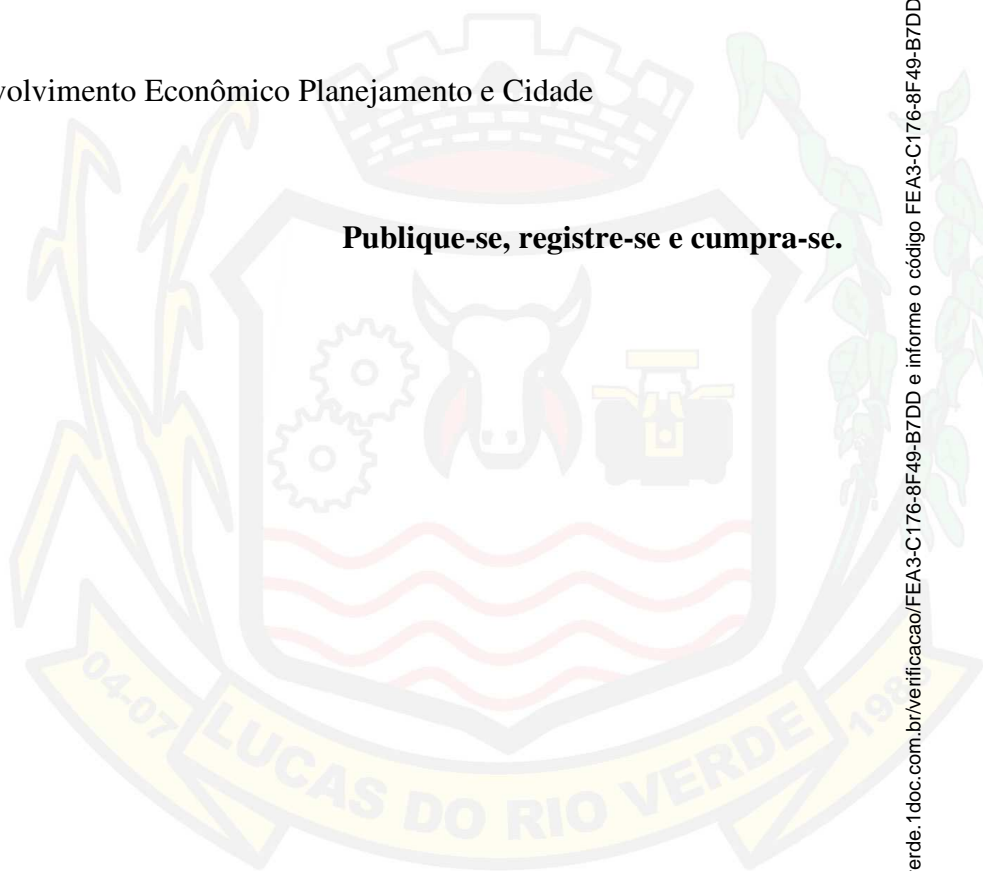 volvimento Econômico Planejamento e Cidade
Publique-se, registre-se e cumpra-se.
04-07
LUCAS DO RIO VERDE
erde.1doc.com.br/verificacao/FEA3-C176-8F49-B7DD e informe o código FEA3-C176-8F49-B7DD